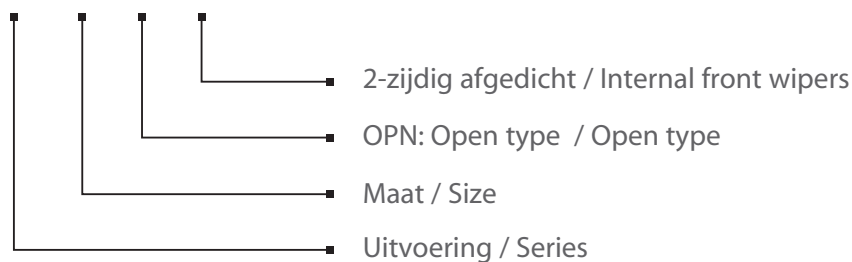 2-zijdig afgedicht / Internal front wipers
OPN: Open type / Open type
Maat / Size
Uitvoering / Series